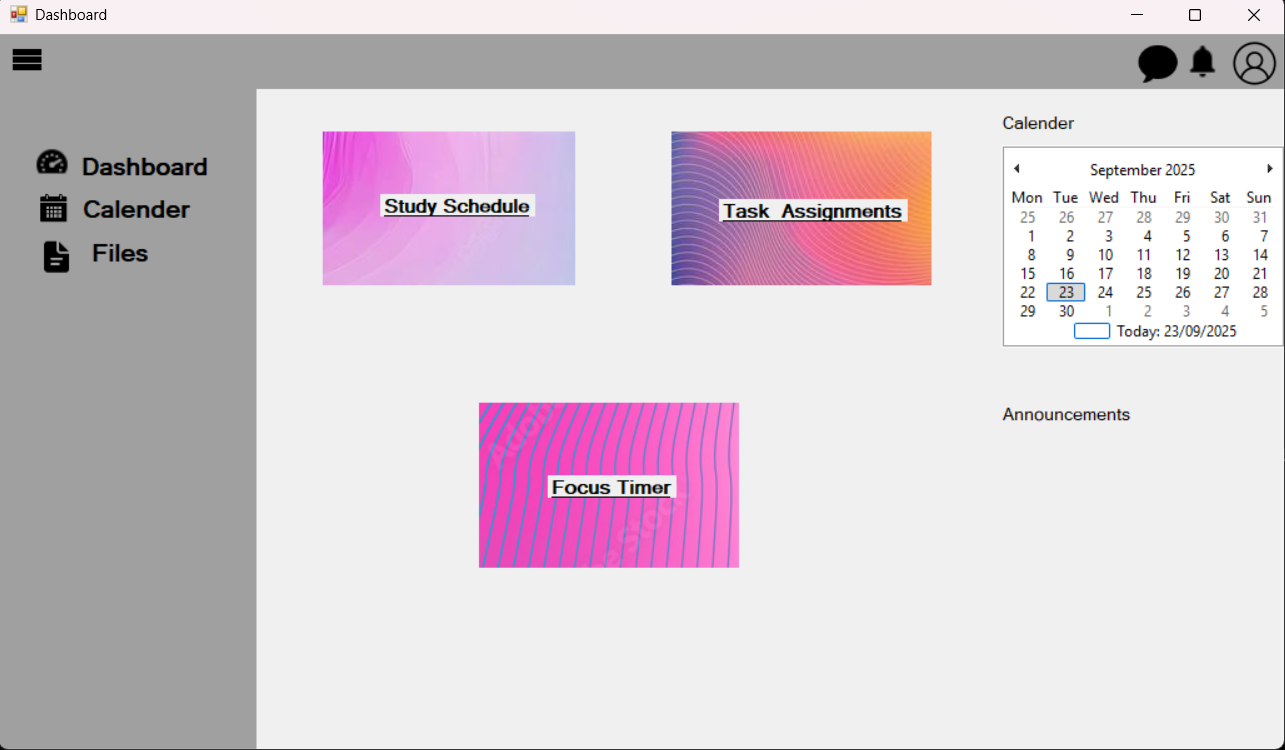 Dashboard
Dashboard
Calender
Files
Study Schedule
Task Assignments
Focus Timer
Calender
September 2025
Mon Tue Wed Thu Fri Sat Sun
25 26 27 28 29 30 31
1 2 3 4 5 6 7
8 9 10 11 12 13 14
15 16 17 18 19 20 21
22 23 24 25 26 27 28
29 30 1 2 3 4 5
Today: 23/09/2025
Announcements